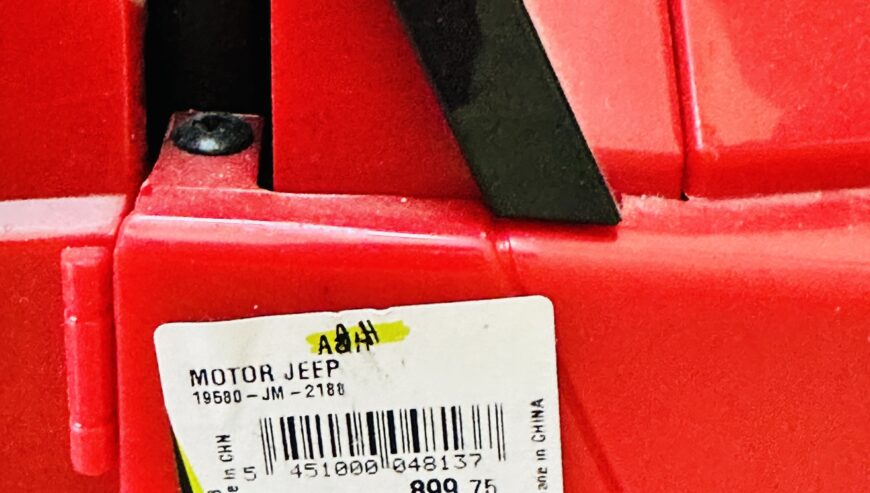 A&H
MOTOR JEEP
19580-JM-2188
5 451000 048137
899.75